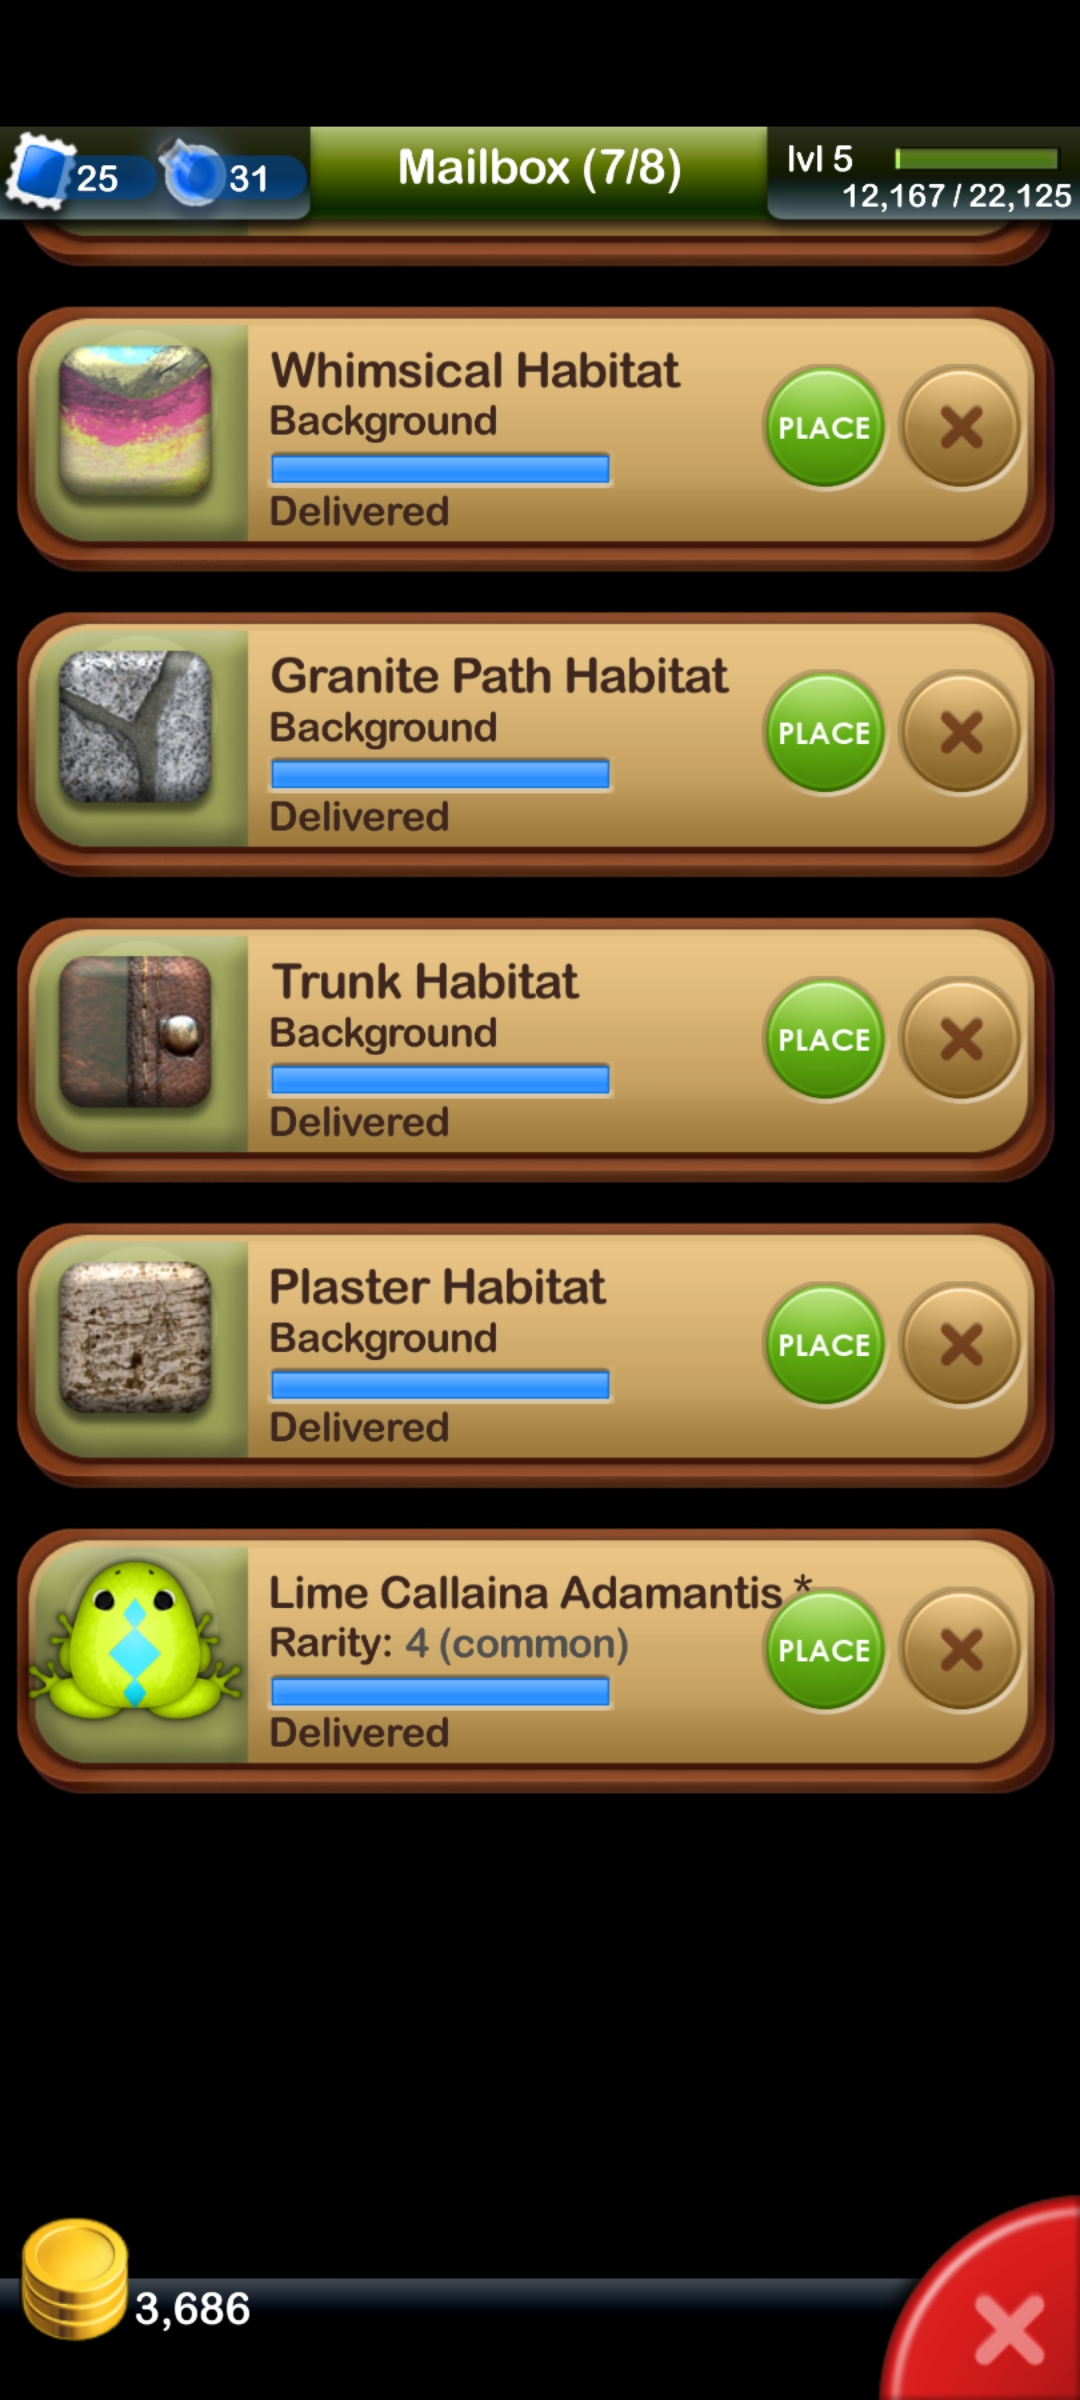 25
31
Mailbox (7/8)
lvl 5
12,167 / 22,125
Whimsical Habitat
Background
PLACE
Delivered
Granite Path Habitat
Background
PLACE
Delivered
Trunk Habitat
Background
PLACE
Delivered
Plaster Habitat
Background
PLACE
Delivered
Lime Callaina Adamantis *
Rarity: 4 (common)
PLACE
Delivered
3,686